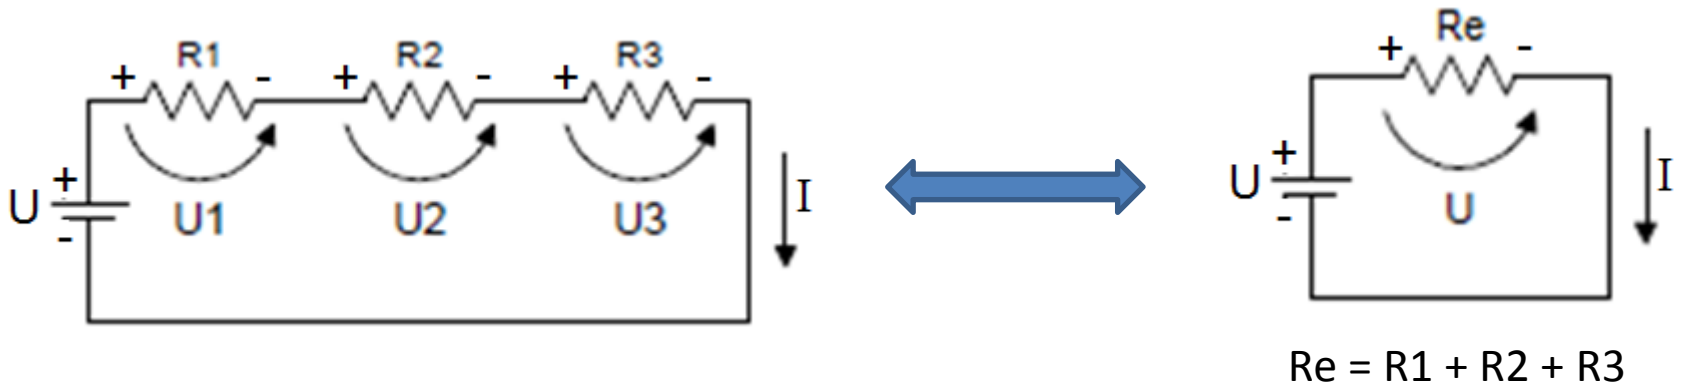 R1 R2 R3
+ - + - + -
U + -
U1 U2 U3
I
Re
+ -
U + -
U
I
Re = R1 + R2 + R3